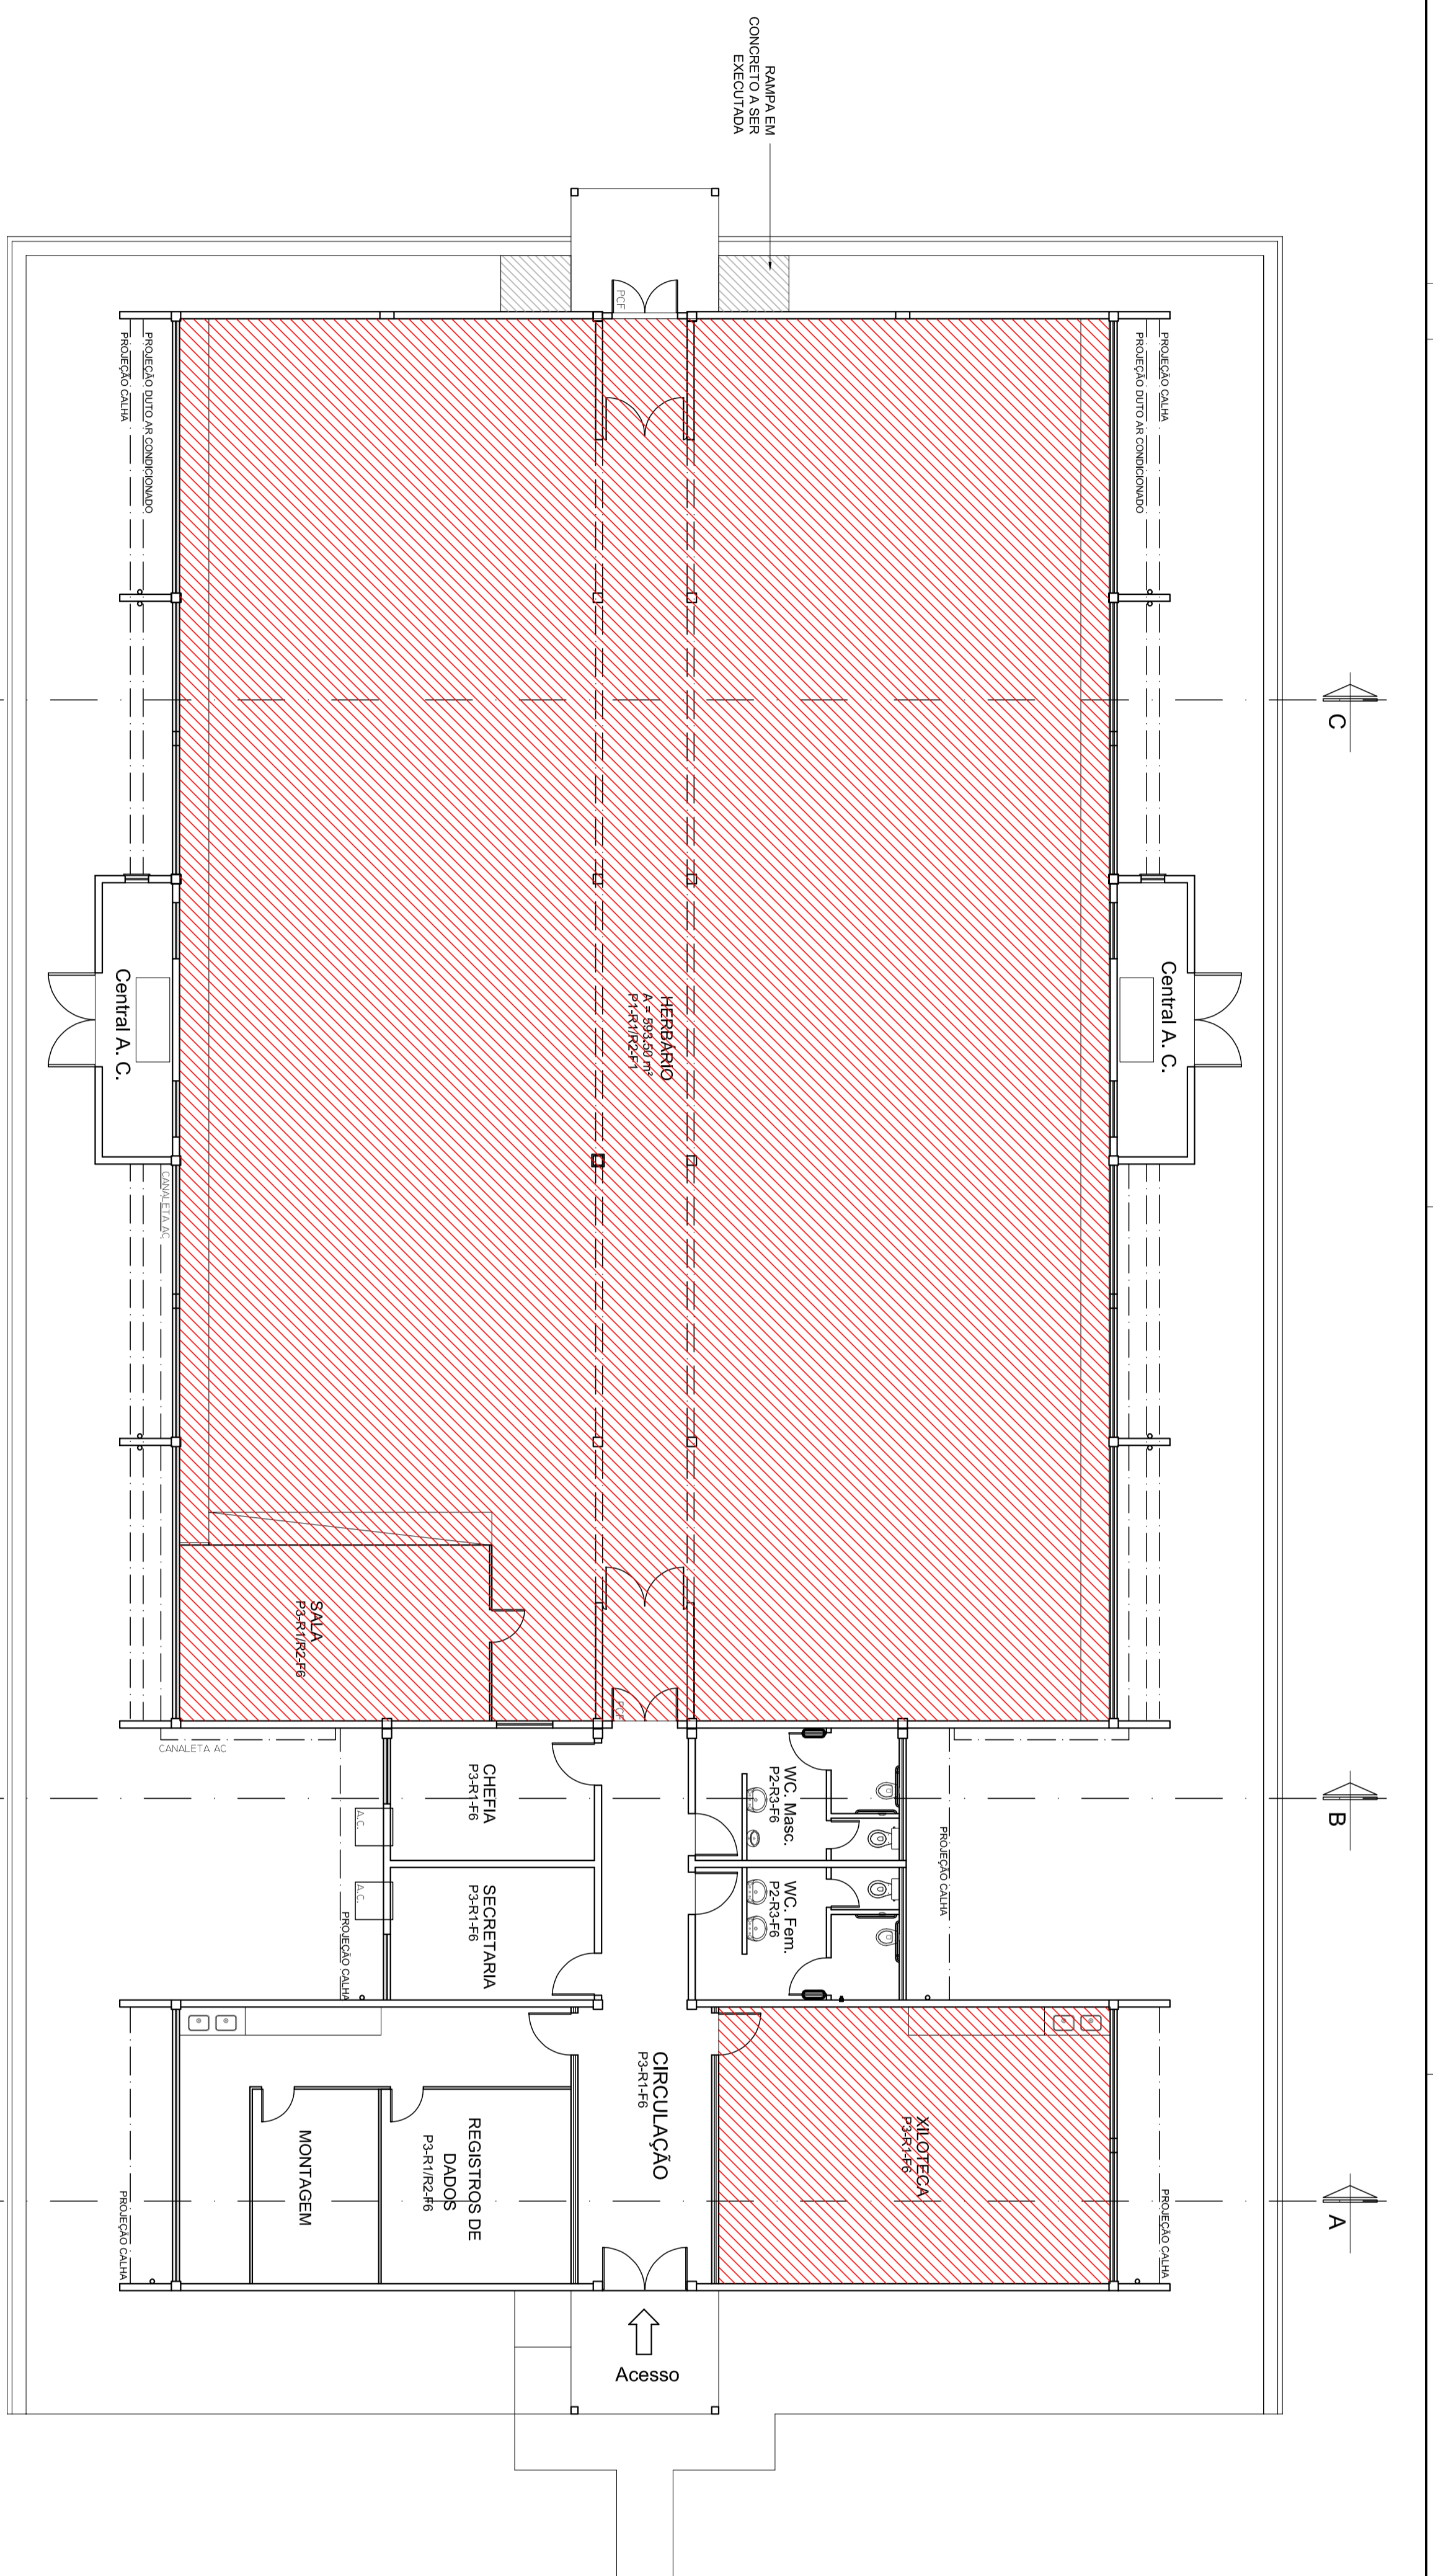 RAMPA EM
CONCRETO A SER
EXECUTADA
PCF
PROJEÇÃO CALHA
PROJEÇÃO DUTO AR CONDICIONADO
PROJEÇÃO DUTO AR CONDICIONADO
PROJEÇÃO CALHA
C
Central A. C.
HERBÁRIO
A = 593.50 m²
P1-R1/R2-F1
Central A. C.
CANALETA AC
SALA
P3-R1/R2-F6
PCF
CANALETA AC
B
PROJEÇÃO CALHA
WC. Masc.
P2-R3-F6
WC. Fem.
P2-R3-F6
CHEFIA
P3-R1-F6
A.C.
SECRETARIA
P3-R1-F6
A.C.
PROJEÇÃO CALHA
A
PROJEÇÃO CALHA
XILOTECA
P3-R1-F6
CIRCULAÇÃO
P3-R1-F6
REGISTROS DE
DADOS
P3-R1/R2-F6
MONTAGEM
PROJEÇÃO CALHA
Acesso